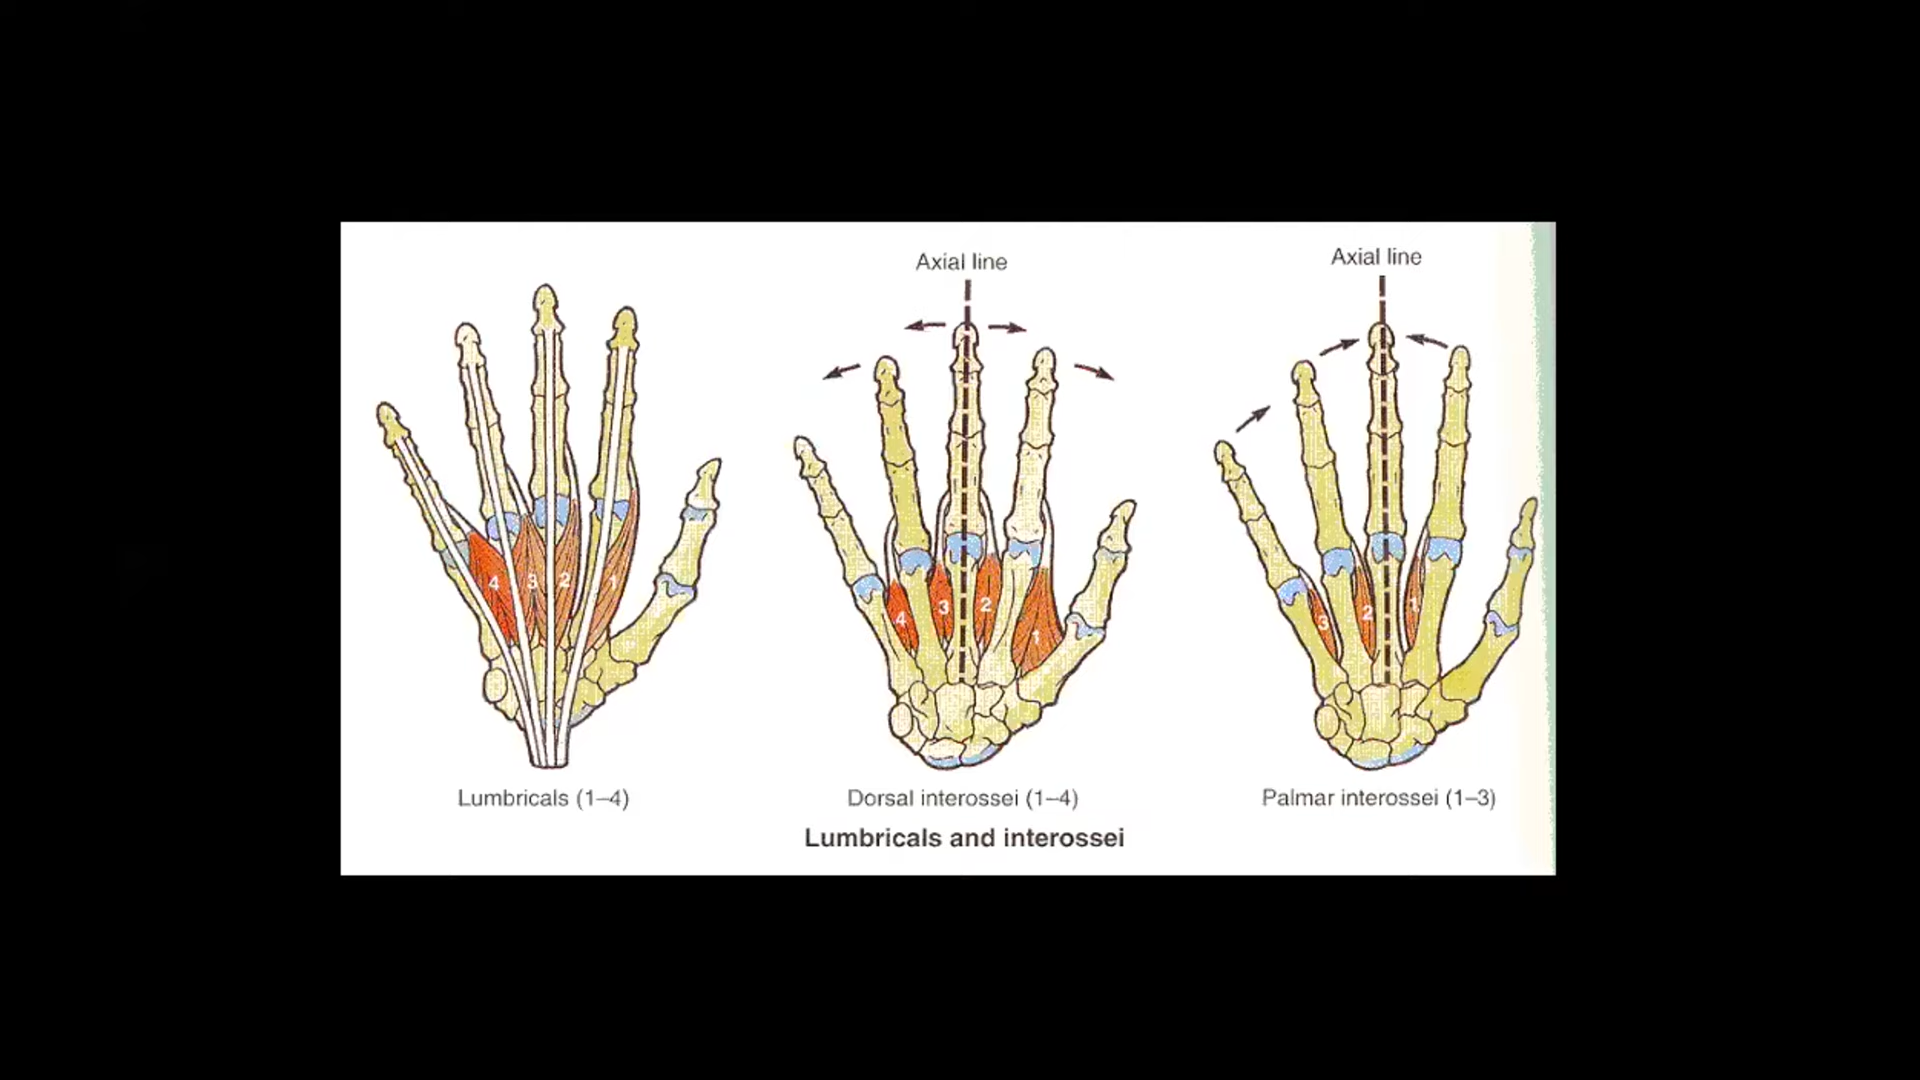 Axial line
Axial line
4 3 2 1
4 3 2 1
3 2 1
Lumbricals (1–4)
Dorsal interossei (1–4)
Palmar interossei (1–3)
Lumbricals and interossei